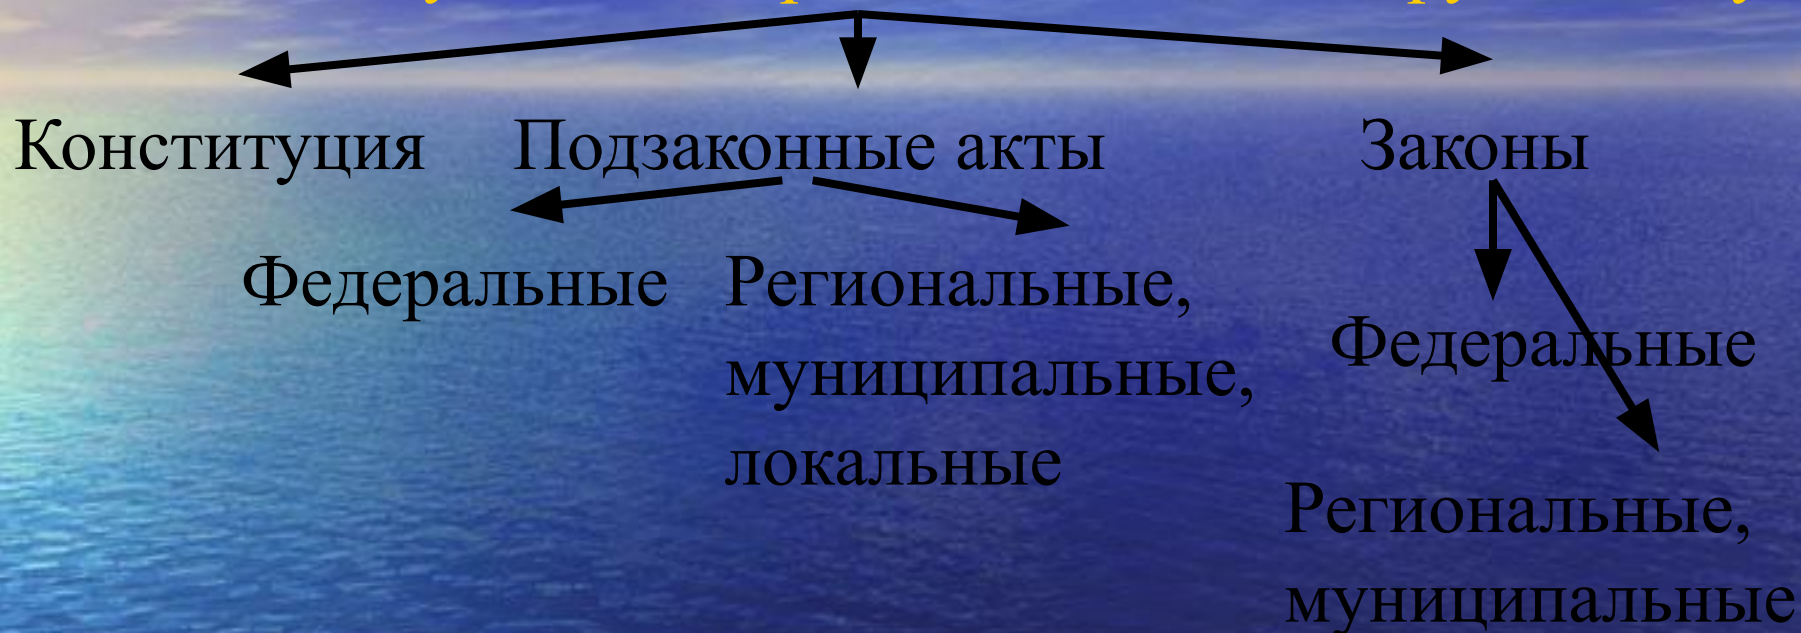 Конституция
Подзаконные акты
Законы
Федеральные
Региональные,
муниципальные,
локальные
Федеральные
Региональные,
муниципальные